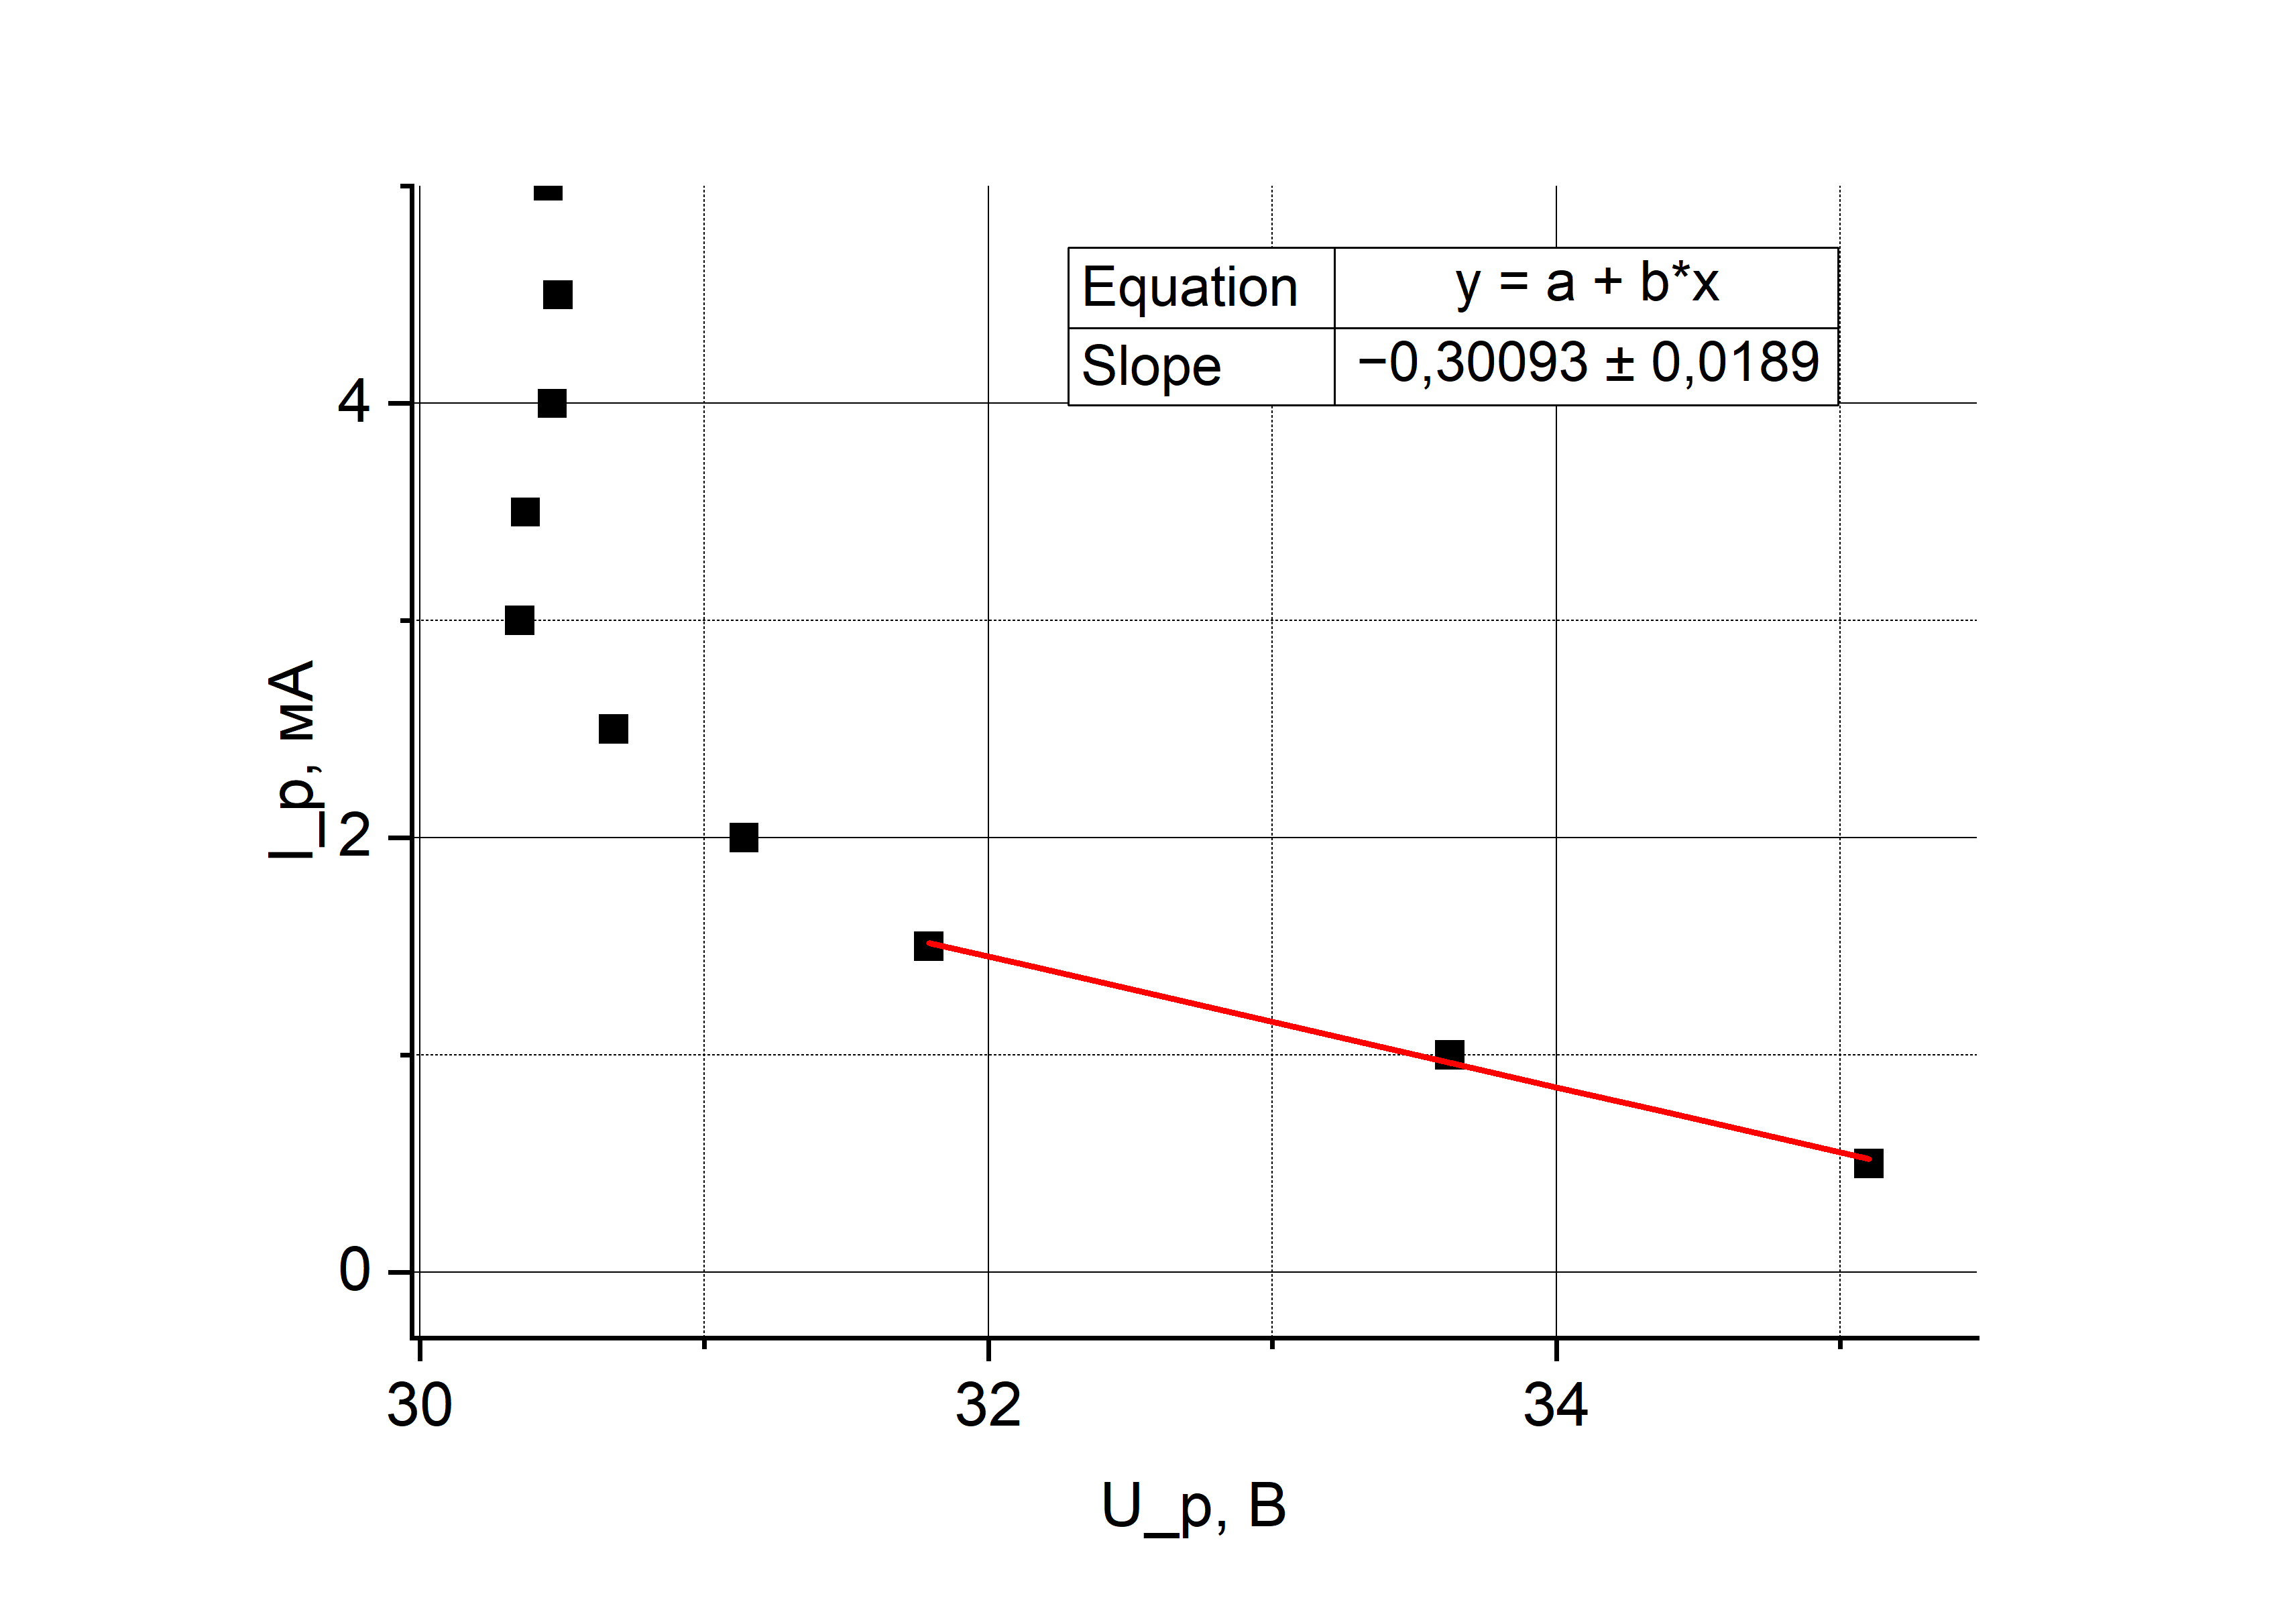 Equation y = a + b*x
Slope −0,30093 ± 0,0189
4
2
0
I_p, мА
30 32 34
U_p, В